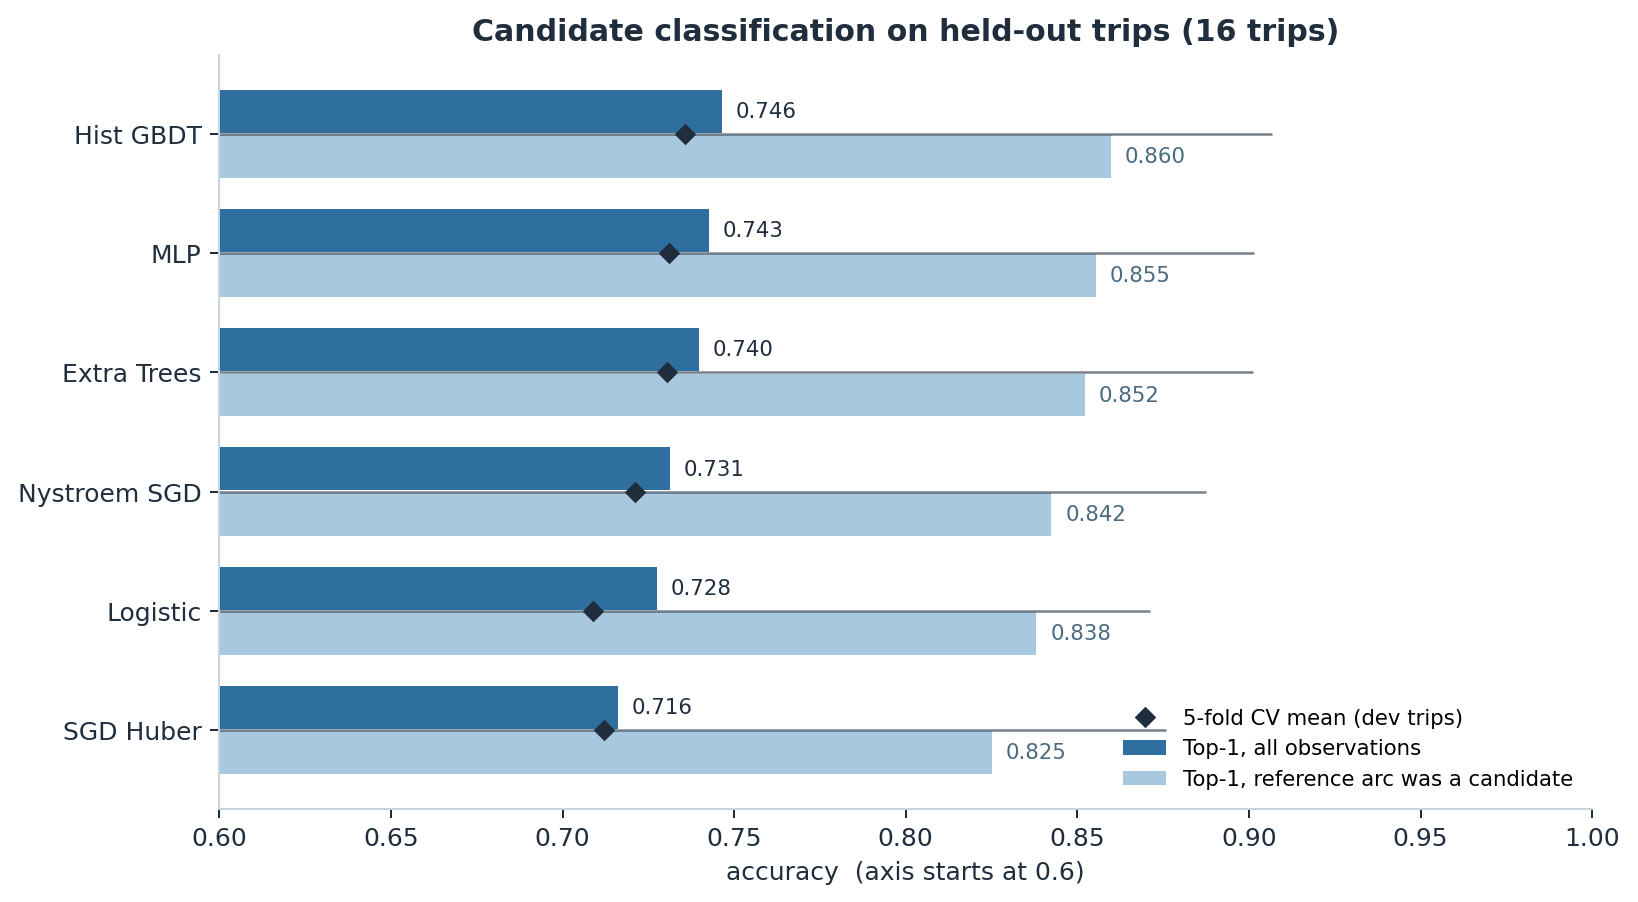 Candidate classification on held-out trips (16 trips)
Hist GBDT
0.746
0.860
MLP
0.743
0.855
Extra Trees
0.740
0.852
Nystroem SGD
0.731
0.842
Logistic
0.728
0.838
SGD Huber
0.716
0.825
5-fold CV mean (dev trips)
Top-1, all observations
Top-1, reference arc was a candidate
0.60 0.65 0.70 0.75 0.80 0.85 0.90 0.95 1.00
accuracy (axis starts at 0.6)